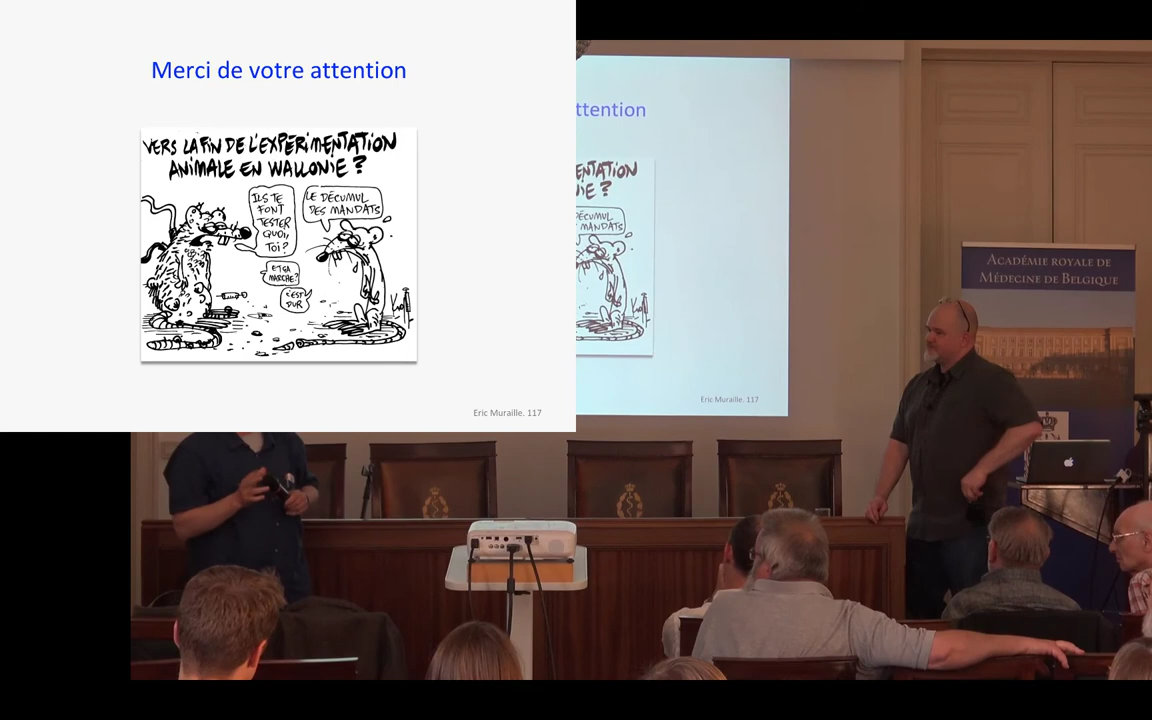 Merci de votre attention
VERS LA FIN DE L'EXPÉRIMENTATION
ANIMALE EN WALLONIE ?
ILS TE
FONT
TESTER
QUOI,
TOI ?
LE DÉCUMUL
DES MANDATS
ET ÇA
MARCHE?
C'EST
DUR
Kroll
Eric Muraille. 117
ttention
ENTATION
IE ?
DÉCUMUL
MANDATS
Eric Muraille. 117
ACADÉMIE ROYALE DE
MÉDECINE DE BELGIQUE